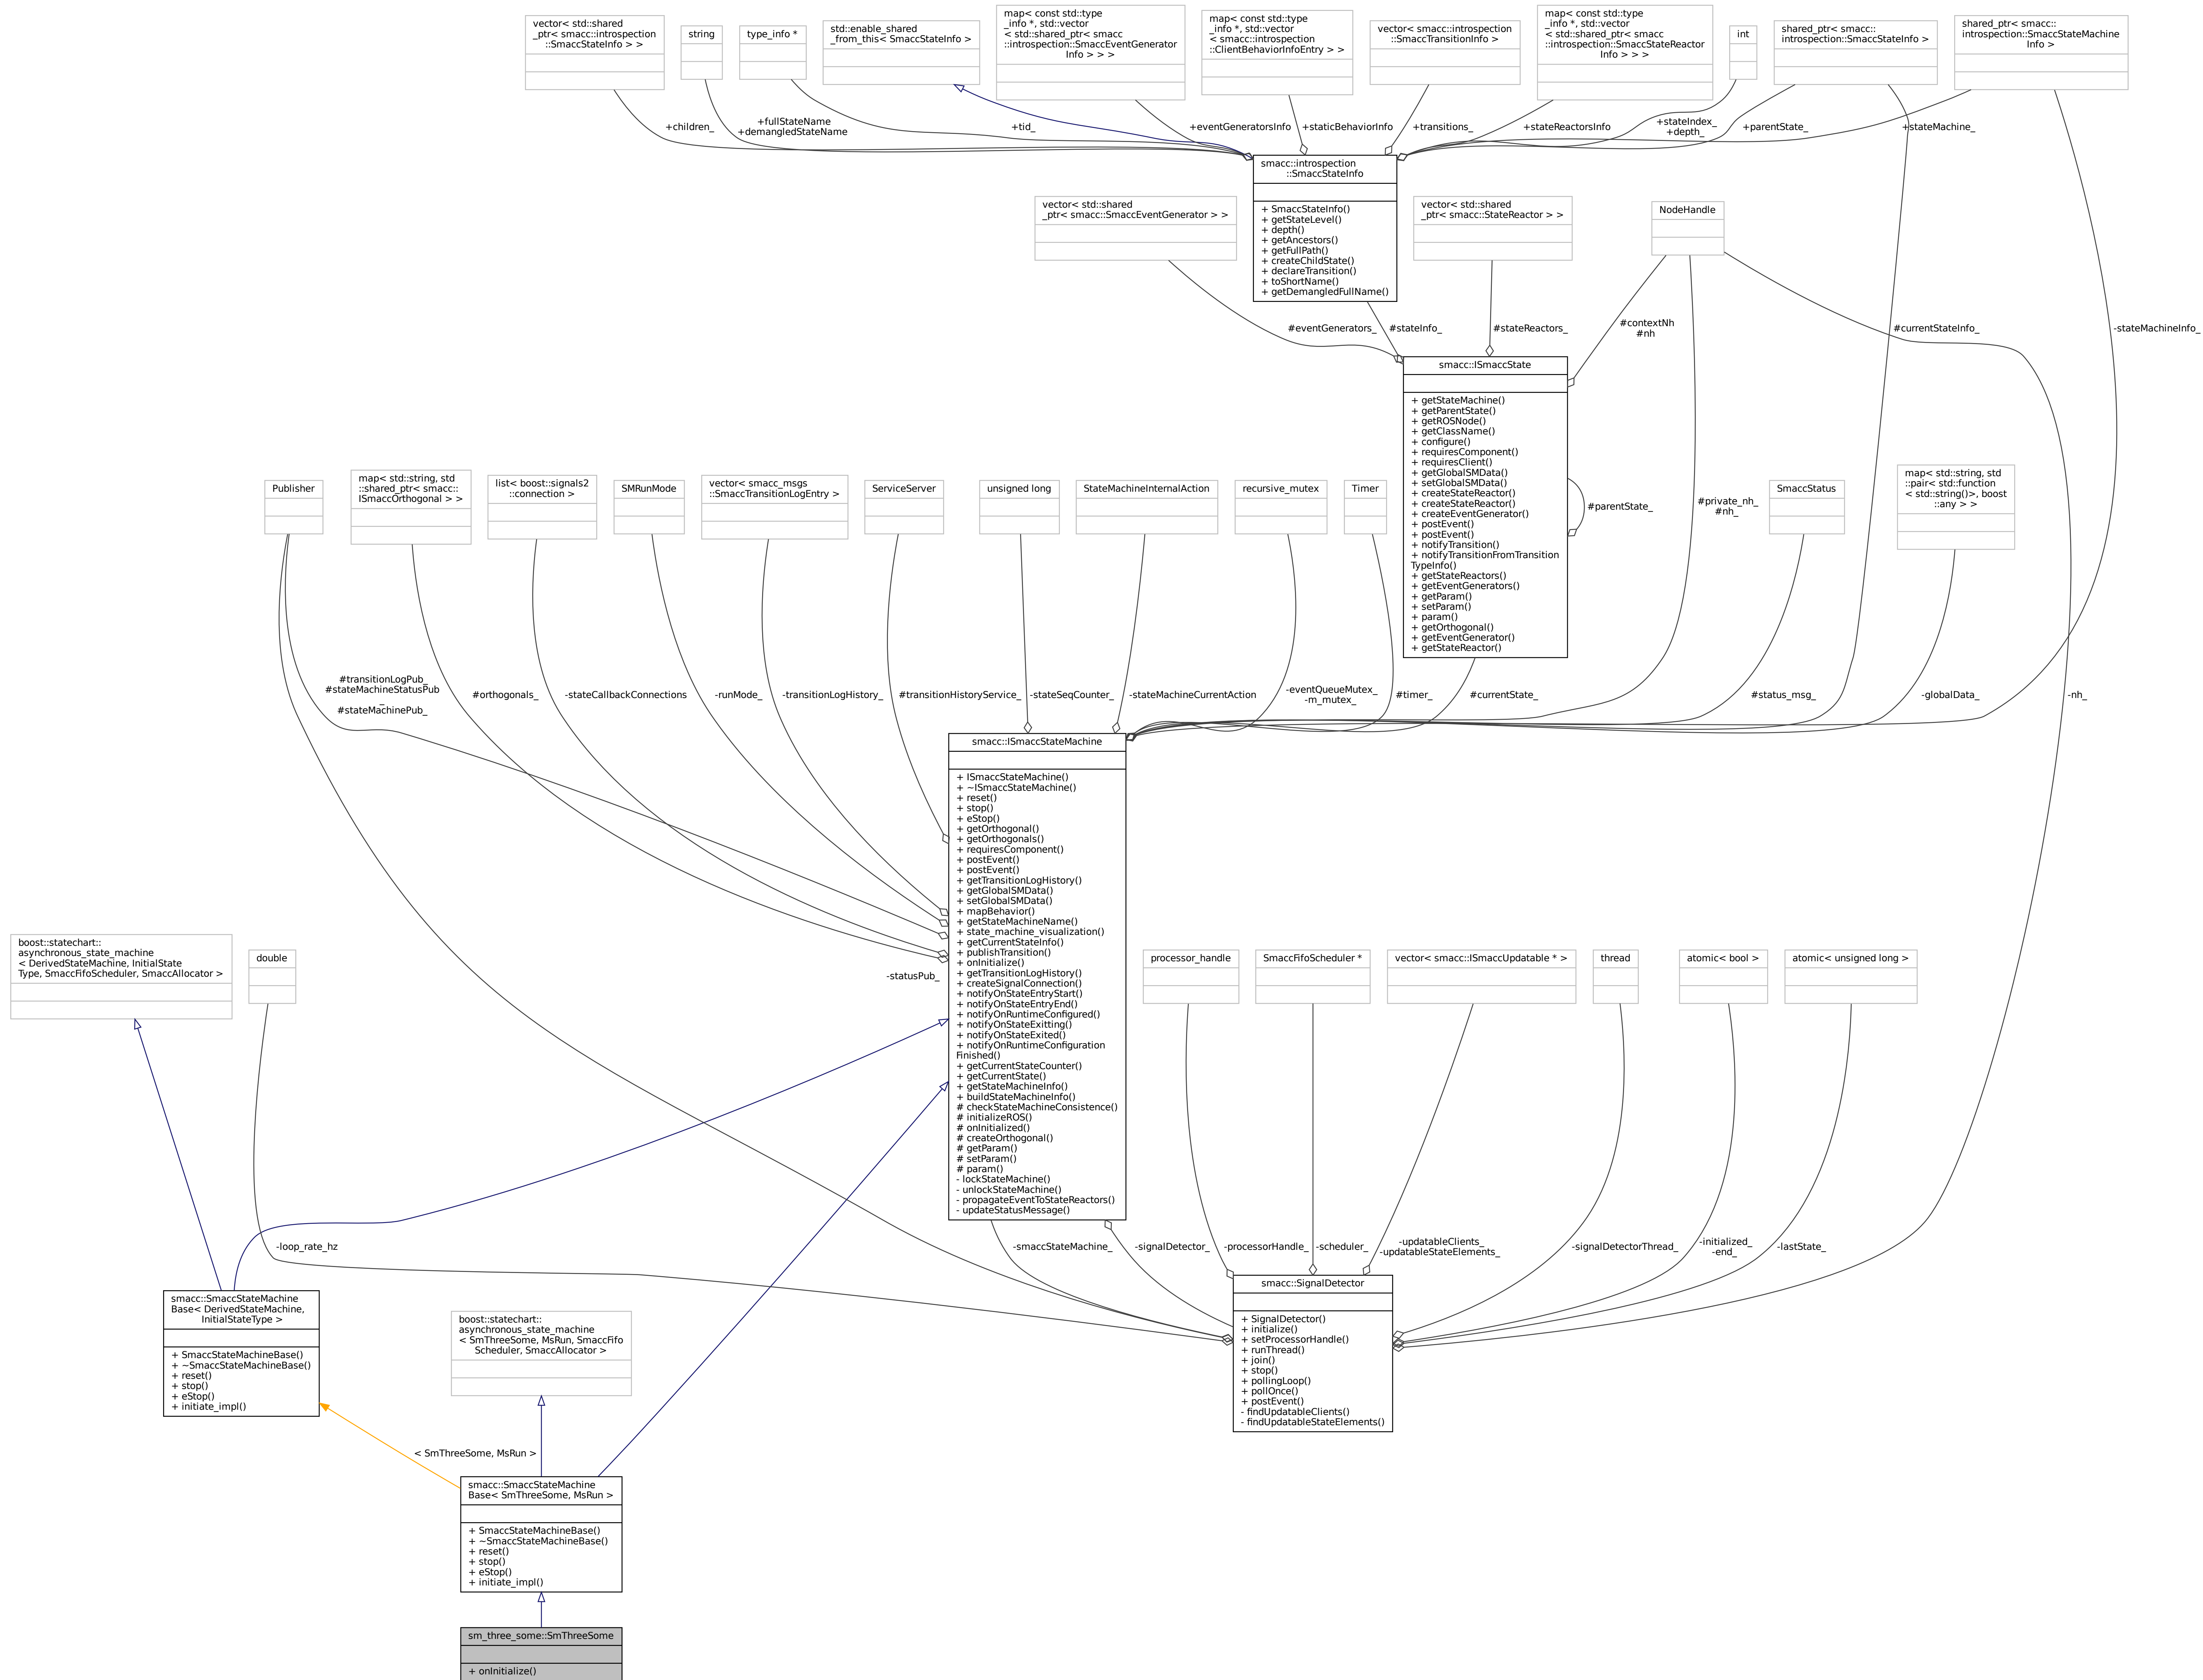 vector< std::shared
_ptr< smacc::introspection
::SmaccStateInfo > >
string
type_info *
std::enable_shared
_from_this< SmaccStateInfo >
map< const std::type
_info *, std::vector
< std::shared_ptr< smacc
::introspection::SmaccEventGenerator
Info > > >
map< const std::type
_info *, std::vector
< smacc::introspection
::ClientBehaviorInfoEntry > >
vector< smacc::introspection
::SmaccTransitionInfo >
map< const std::type
_info *, std::vector
< std::shared_ptr< smacc
::introspection::SmaccStateReactor
Info > > >
int
shared_ptr< smacc::
introspection::SmaccStateInfo >
shared_ptr< smacc::
introspection::SmaccStateMachine
Info >
+children_
+fullStateName
+demangledStateName
+tid_
+eventGeneratorsInfo
+staticBehaviorInfo
+transitions_
+stateReactorsInfo
+stateIndex_
+depth_
+parentState_
+stateMachine_
smacc::introspection
::SmaccStateInfo
+ SmaccStateInfo()
+ getStateLevel()
+ depth()
+ getAncestors()
+ getFullPath()
+ createChildState()
+ declareTransition()
+ toShortName()
+ getDemangledFullName()
vector< std::shared
_ptr< smacc::SmaccEventGenerator > >
vector< std::shared
_ptr< smacc::StateReactor > >
NodeHandle
#eventGenerators_
#stateInfo_
#stateReactors_
#contextNh
#nh
#currentStateInfo_
-stateMachineInfo_
smacc::ISmaccState
+ getStateMachine()
+ getParentState()
+ getROSNode()
+ getClassName()
+ configure()
+ requiresComponent()
+ requiresClient()
+ getGlobalSMData()
+ setGlobalSMData()
+ createStateReactor()
+ createStateReactor()
+ createEventGenerator()
+ postEvent()
+ postEvent()
+ notifyTransition()
+ notifyTransitionFromTransition
TypeInfo()
+ getStateReactors()
+ getEventGenerators()
+ getParam()
+ setParam()
+ param()
+ getOrthogonal()
+ getEventGenerator()
+ getStateReactor()
#parentState_
#private_nh_
#nh_
Publisher
map< std::string, std
::shared_ptr< smacc::
ISmaccOrthogonal > >
list< boost::signals2
::connection >
SMRunMode
vector< smacc_msgs
::SmaccTransitionLogEntry >
ServiceServer
unsigned long
StateMachineInternalAction
recursive_mutex
Timer
SmaccStatus
map< std::string, std
::pair< std::function
< std::string()>, boost
::any > >
#transitionLogPub_
#stateMachineStatusPub
_
#stateMachinePub_
#orthogonals_
-stateCallbackConnections
-runMode_
-transitionLogHistory_
#transitionHistoryService_
-stateSeqCounter_
-stateMachineCurrentAction
-eventQueueMutex_
-m_mutex_
#timer_
#currentState_
#status_msg_
-globalData_
-nh_
smacc::ISmaccStateMachine
+ ISmaccStateMachine()
+ ~ISmaccStateMachine()
+ reset()
+ stop()
+ eStop()
+ getOrthogonal()
+ getOrthogonals()
+ requiresComponent()
+ postEvent()
+ postEvent()
+ getTransitionLogHistory()
+ getGlobalSMData()
+ setGlobalSMData()
+ mapBehavior()
+ getStateMachineName()
+ state_machine_visualization()
+ getCurrentStateInfo()
+ publishTransition()
+ onInitialize()
+ getTransitionLogHistory()
+ createSignalConnection()
+ notifyOnStateEntryStart()
+ notifyOnStateEntryEnd()
+ notifyOnRuntimeConfigured()
+ notifyOnStateExitting()
+ notifyOnStateExited()
+ notifyOnRuntimeConfiguration
Finished()
+ getCurrentStateCounter()
+ getCurrentState()
+ getStateMachineInfo()
+ buildStateMachineInfo()
# checkStateMachineConsistence()
# initializeROS()
# onInitialized()
# createOrthogonal()
# getParam()
# setParam()
# param()
- lockStateMachine()
- unlockStateMachine()
- propagateEventToStateReactors()
- updateStatusMessage()
boost::statechart::
asynchronous_state_machine
< DerivedStateMachine, InitialState
Type, SmaccFifoScheduler, SmaccAllocator >
double
-statusPub_
processor_handle
SmaccFifoScheduler *
vector< smacc::ISmaccUpdatable * >
thread
atomic< bool >
atomic< unsigned long >
-loop_rate_hz
-smaccStateMachine_
-signalDetector_
-processorHandle_
-scheduler_
-updatableClients_
-updatableStateElements_
-signalDetectorThread_
-initialized_
-end_
-lastState_
smacc::SignalDetector
+ SignalDetector()
+ initialize()
+ setProcessorHandle()
+ runThread()
+ join()
+ stop()
+ pollingLoop()
+ pollOnce()
+ postEvent()
- findUpdatableClients()
- findUpdatableStateElements()
smacc::SmaccStateMachine
Base< DerivedStateMachine,
InitialStateType >
+ SmaccStateMachineBase()
+ ~SmaccStateMachineBase()
+ reset()
+ stop()
+ eStop()
+ initiate_impl()
boost::statechart::
asynchronous_state_machine
< SmThreeSome, MsRun, SmaccFifo
Scheduler, SmaccAllocator >
< SmThreeSome, MsRun >
smacc::SmaccStateMachine
Base< SmThreeSome, MsRun >
+ SmaccStateMachineBase()
+ ~SmaccStateMachineBase()
+ reset()
+ stop()
+ eStop()
+ initiate_impl()
sm_three_some::SmThreeSome
+ onInitialize()